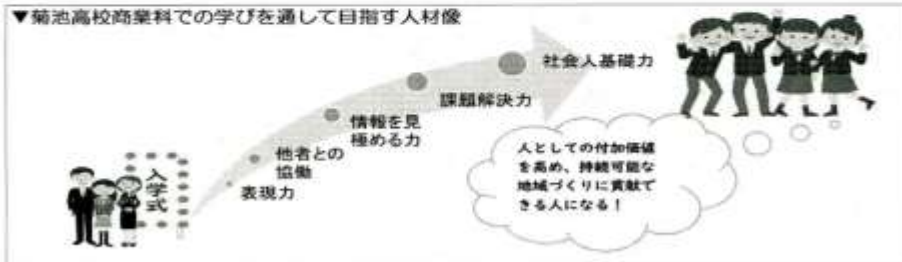 ▼菊池高校商業科での学びを通して目指す人材像
社会人基礎力
課題解決力
情報を見
極める力
他者との
協働
表現力
入学式
人としての付加価値
を高め、持続可能な
地域づくりに貢献で
きる人になる！